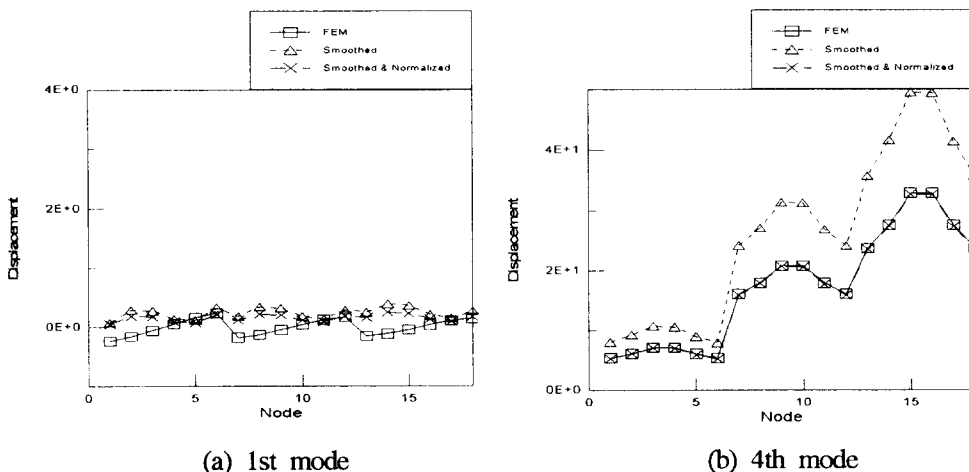 FEM
Smoothed
Smoothed & Normalized
4E+0
2E+0
0E+0
Displacement
0
5
10
15
Node
(a) 1st mode
FEM
Smoothed
Smoothed & Normalized
4E+1
2E+1
0E+0
Displacement
0
5
10
15
Node
(b) 4th mode